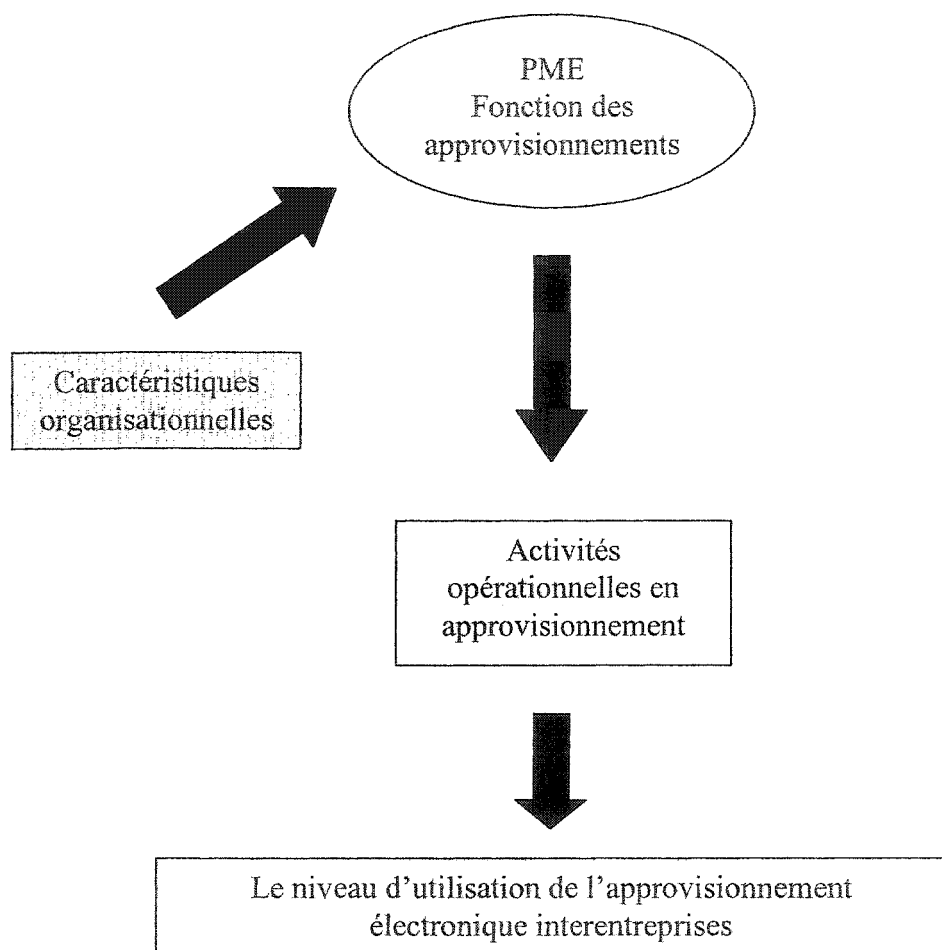 PME
Fonction des
approvisionnements
Caractéristiques
organisationnelles
Activités
opérationnelles en
approvisionnement
Le niveau d'utilisation de l'approvisionnement
électronique interentreprises